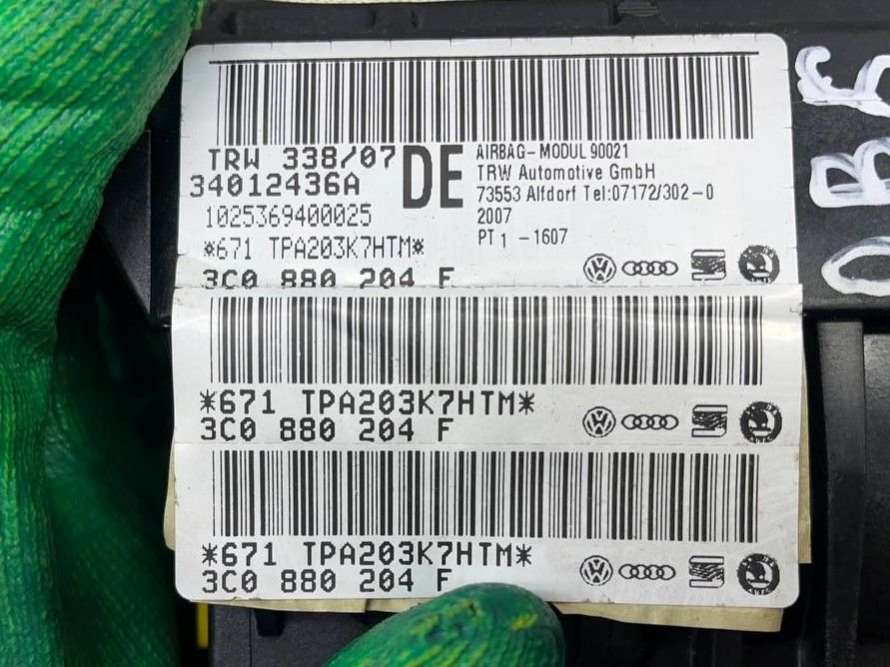 TRW 338/07
34012436A
1025369400025
*671 TPA203K7HTM*
3C0 880 204 F
DE
AIRBAG-MODUL 90021
TRW Automotive GmbH
73553 Alfdorf Tel:07172/302-0
2007
PT 1 -1607
*671 TPA203K7HTM*
3C0 880 204 F
*671 TPA203K7HTM*
3C0 880 204 F